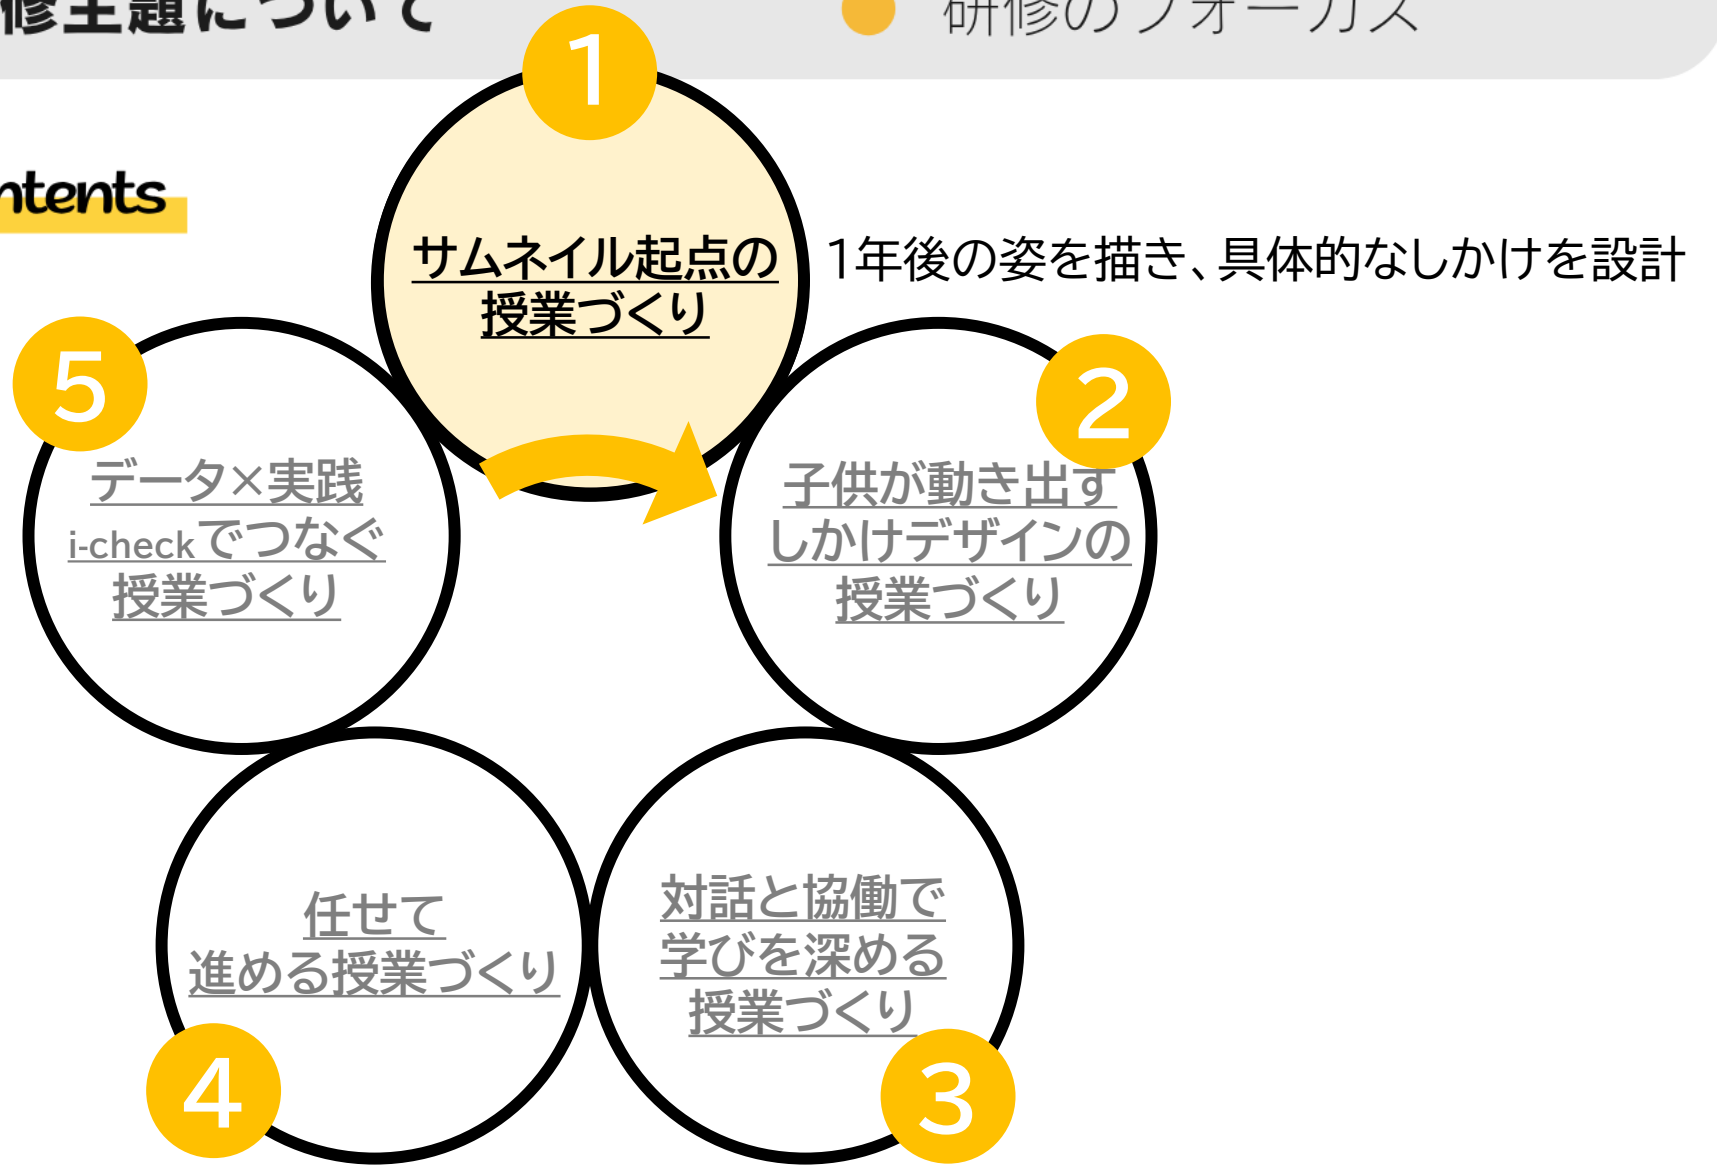 修主題について
研修のフォーカス
ntents
1
サムネイル起点の
授業づくり
1年後の姿を描き、具体的なしかけを設計
2
子供が動き出す
しかけデザインの
授業づくり
3
対話と協働で
学びを深める
授業づくり
4
任せて
進める授業づくり
5
データ×実践
i-checkでつなぐ
授業づくり